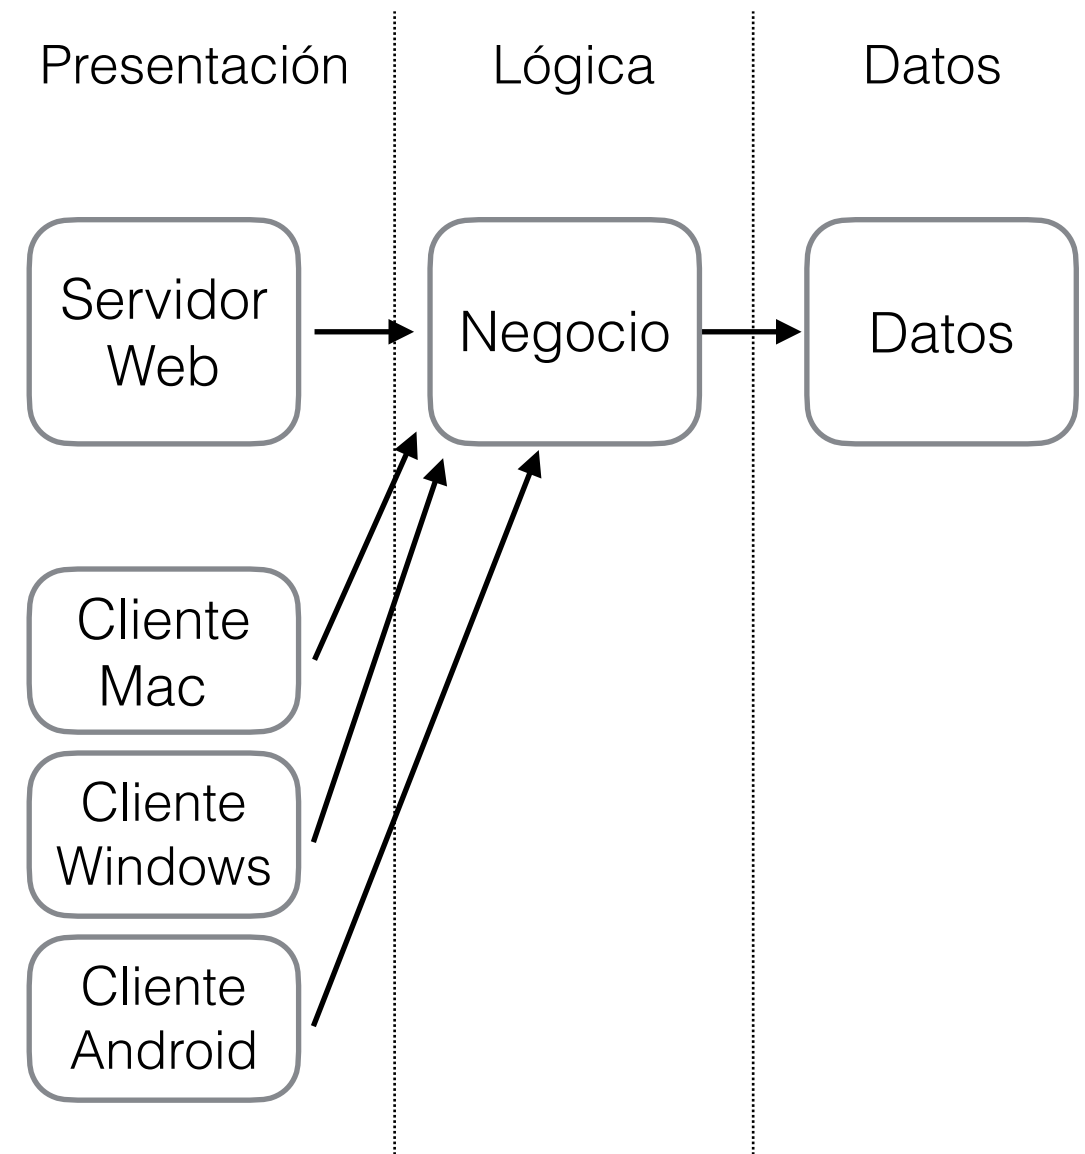 Presentación
Lógica
Datos
Servidor
Web
Negocio
Datos
Cliente
Mac
Cliente
Windows
Cliente
Android